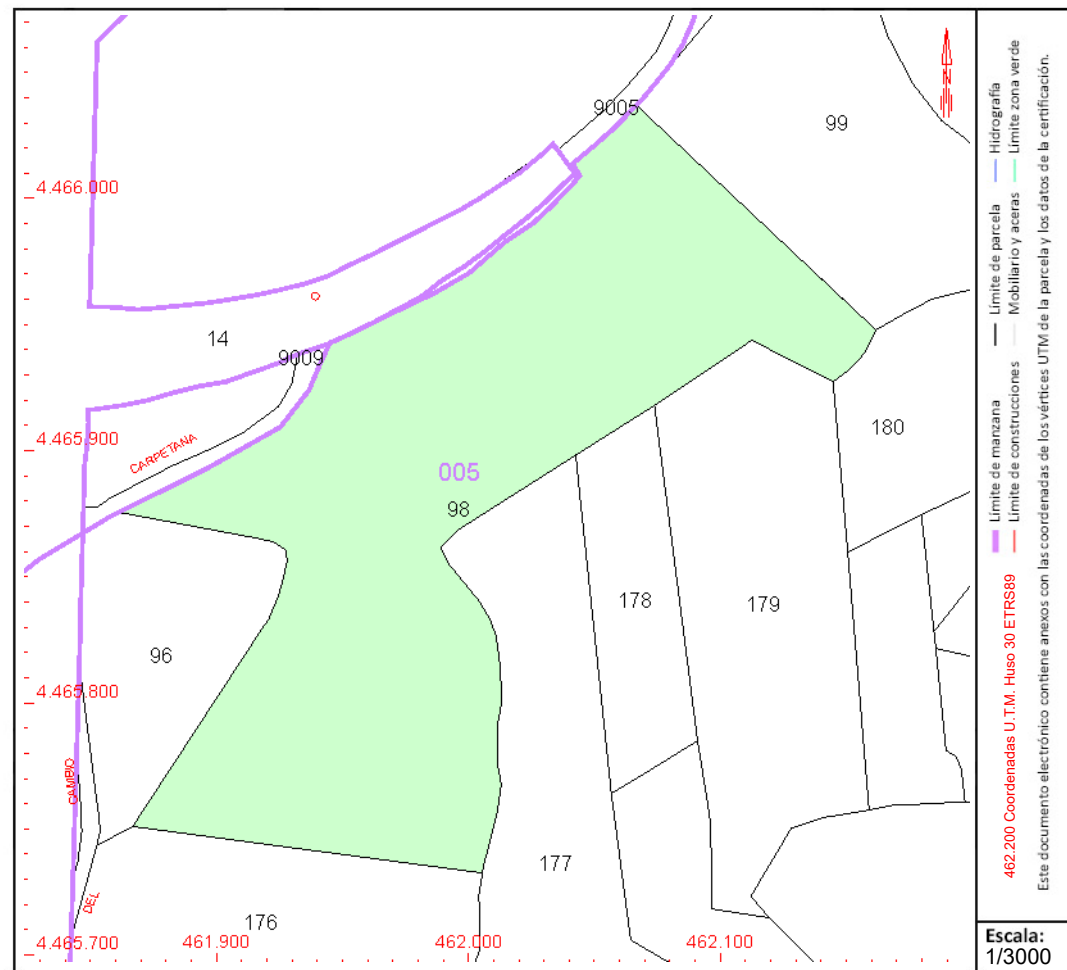 9005
99
4.466.000
14
9009
4.465.900
CARPETANA
005
98
180
178
179
96
4.465.800
CAMBIO
DEL
177
176
4.465.700
461.900
462.000
462.100
N
462.200 Coordenadas U.T.M. Huso 30 ETRS89
Límite de manzana
Límite de construcciones
Límite de parcela
Mobiliario y aceras
Hidrografía
Límite zona verde
Este documento electrónico contiene anexos con las coordenadas de los vértices UTM de la parcela y los datos de la certificación.
Escala:
1/3000